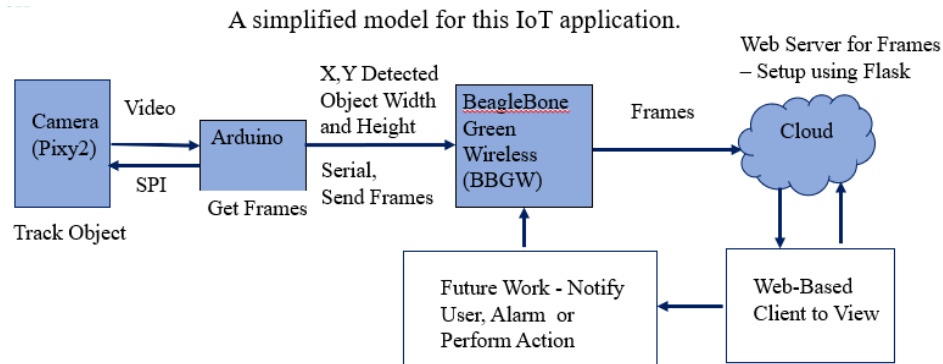 A simplified model for this IoT application.
Web Server for Frames
– Setup using Flask
Camera
(Pixy2)
Video
SPI
Track Object
Arduino
Get Frames
X,Y Detected
Object Width
and Height
Serial,
Send Frames
BeagleBone
Green
Wireless
(BBGW)
Frames
Cloud
Future Work - Notify
User, Alarm or
Perform Action
Web-Based
Client to View